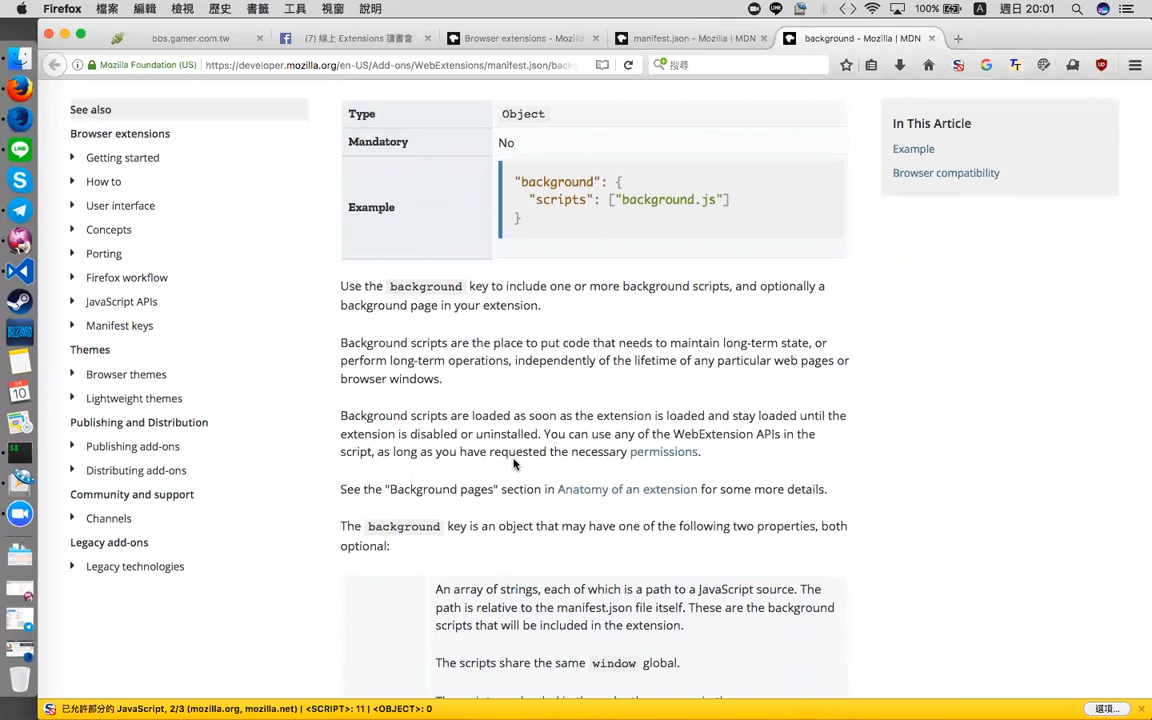 Firefox 檔案 編輯 檢視 歷史 書籤 工具 視窗 說明 100% 週日 20:01
bbs.gamer.com.tw × (7) 線上 Extensions 讀書會 × Browser extensions - Mozilla × manifest.json - Mozilla | MDN × background - Mozilla | MDN × +
Mozilla Foundation (US) https://developer.mozilla.org/en-US/Add-ons/WebExtensions/manifest.json/back 搜尋
See also
Browser extensions
Getting started
How to
User interface
Concepts
Porting
Firefox workflow
JavaScript APIs
Manifest keys
Themes
Browser themes
Lightweight themes
Publishing and Distribution
Publishing add-ons
Distributing add-ons
Community and support
Channels
Legacy add-ons
Legacy technologies
Type Object
Mandatory No
Example
"background": {
"scripts": ["background.js"]
}
Use the background key to include one or more background scripts, and optionally a
background page in your extension.
Background scripts are the place to put code that needs to maintain long-term state, or
perform long-term operations, independently of the lifetime of any particular web pages or
browser windows.
Background scripts are loaded as soon as the extension is loaded and stay loaded until the
extension is disabled or uninstalled. You can use any of the WebExtension APIs in the
script, as long as you have requested the necessary permissions.
See the "Background pages" section in Anatomy of an extension for some more details.
The background key is an object that may have one of the following two properties, both
optional:
An array of strings, each of which is a path to a JavaScript source. The
path is relative to the manifest.json file itself. These are the background
scripts that will be included in the extension.
The scripts share the same window global.
In This Article
Example
Browser compatibility
已允許部分的 JavaScript, 2/3 (mozilla.org, mozilla.net) | <SCRIPT>: 11 | <OBJECT>: 0 選項... ×